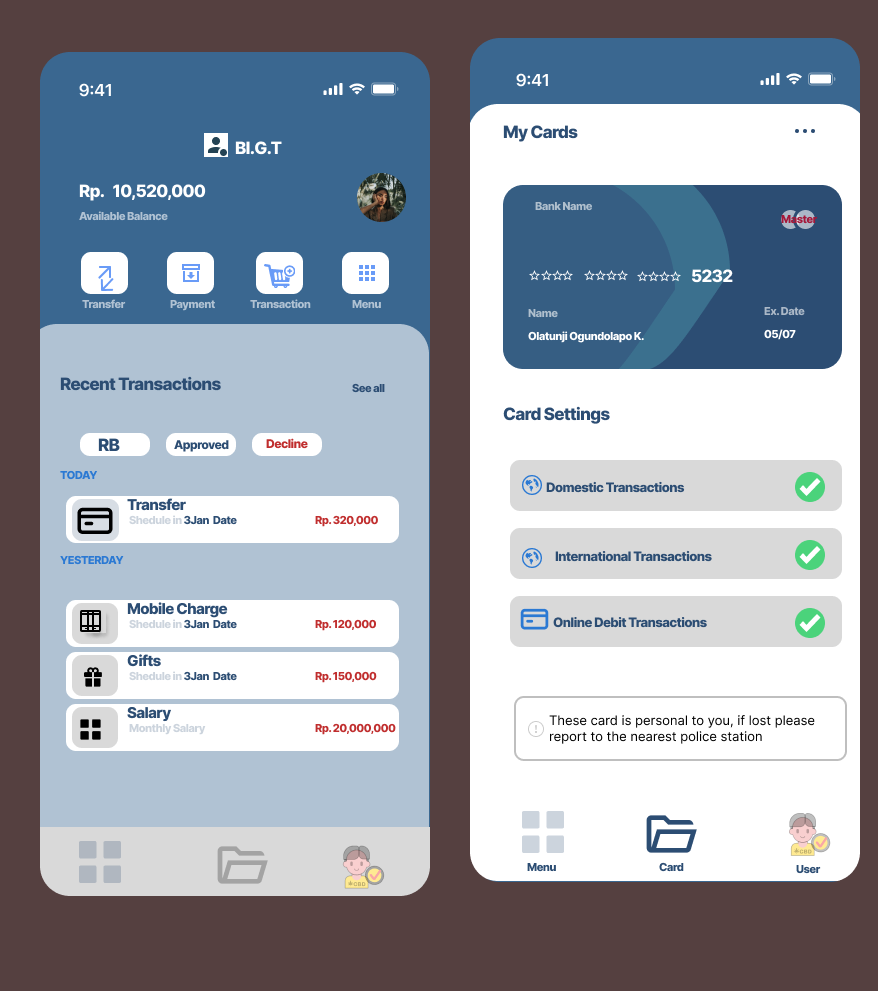 9:41
BI.G.T
Rp. 10,520,000
Available Balance
Transfer
Payment
Transaction
Menu
Recent Transactions
See all
RB
Approved
Decline
TODAY
Transfer
Shedule in 3Jan Date
Rp. 320,000
YESTERDAY
Mobile Charge
Shedule in 3Jan Date
Rp. 120,000
Gifts
Shedule in 3Jan Date
Rp. 150,000
Salary
Monthly Salary
Rp. 20,000,000
CBD
9:41
My Cards
Bank Name
Master
5232
Name
Ex. Date
Olatunji Ogundolapo K.
05/07
Card Settings
Domestic Transactions
International Transactions
Online Debit Transactions
These card is personal to you, if lost please
report to the nearest police station
CBD
Menu
Card
User